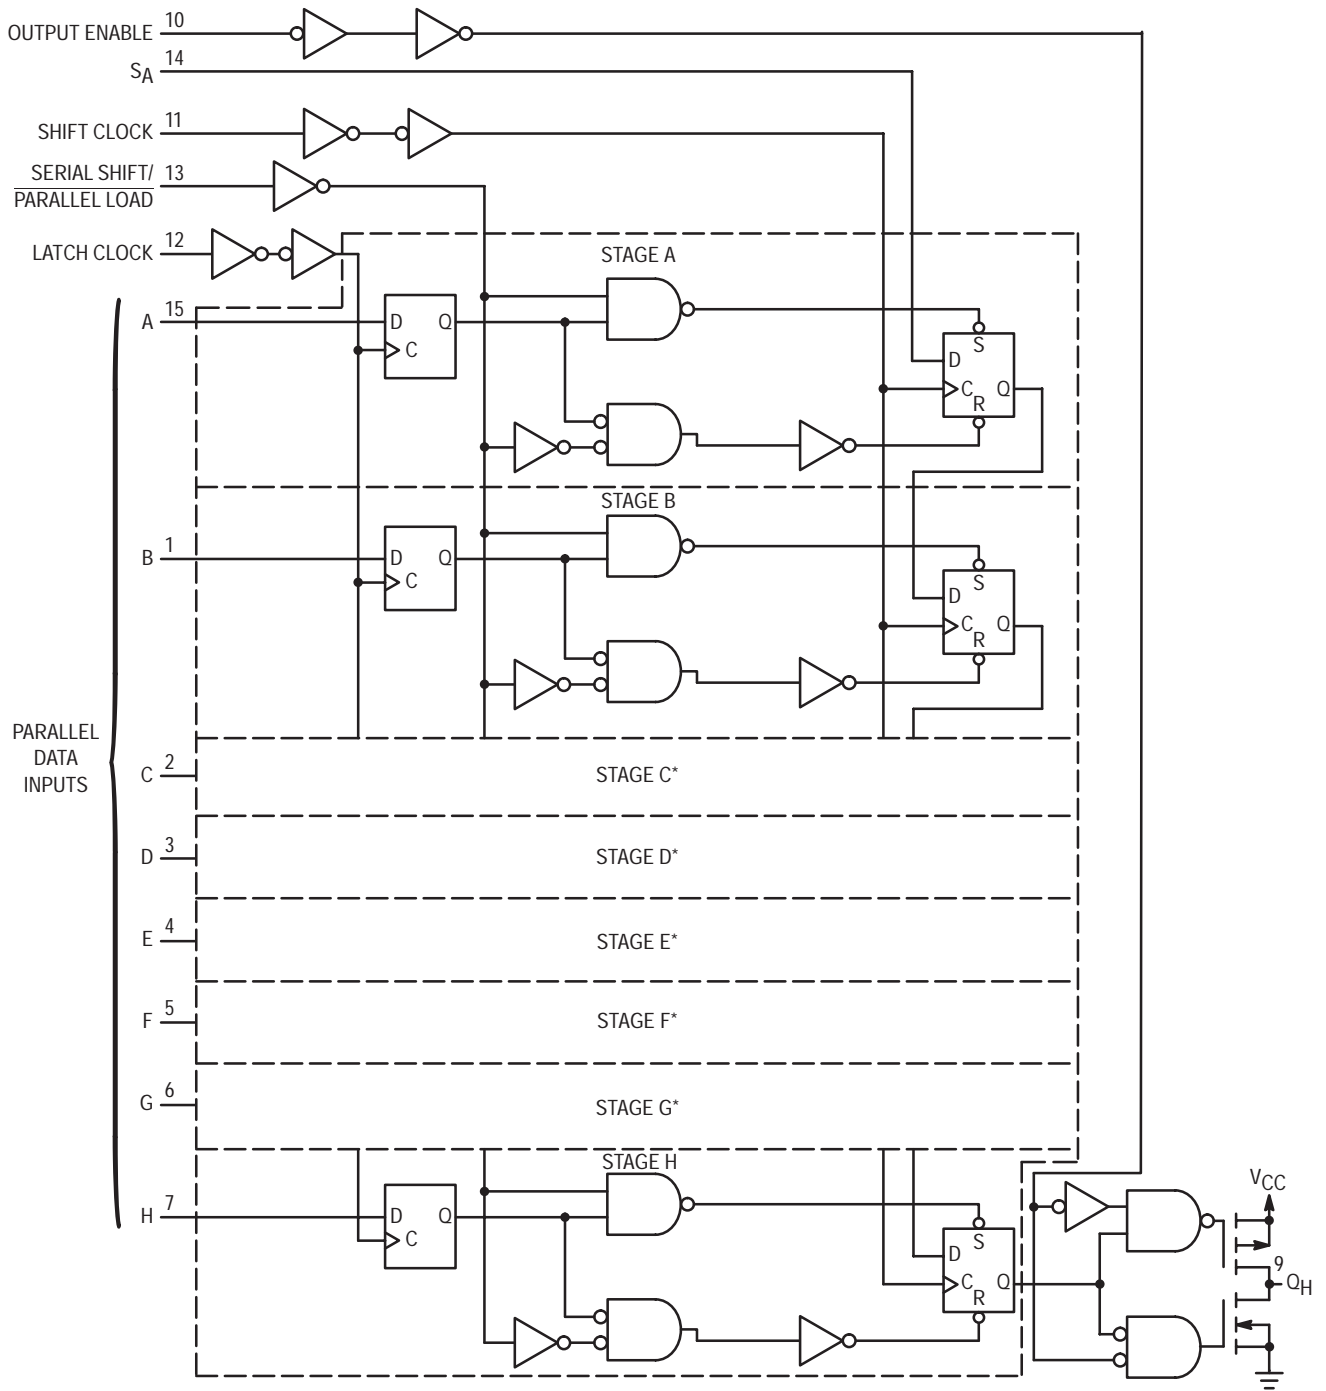 OUTPUT ENABLE 10
SA 14
SHIFT CLOCK 11
SERIAL SHIFT/ 13
PARALLEL LOAD
LATCH CLOCK 12
STAGE A
A 15
D Q
C
S
D
C Q
R
STAGE B
B 1
D Q
C
S
D
C Q
R
PARALLEL
DATA
INPUTS
C 2
STAGE C*
D 3
STAGE D*
E 4
STAGE E*
F 5
STAGE F*
G 6
STAGE G*
STAGE H
H 7
D Q
C
S
D
C Q
R
VCC
9
QH